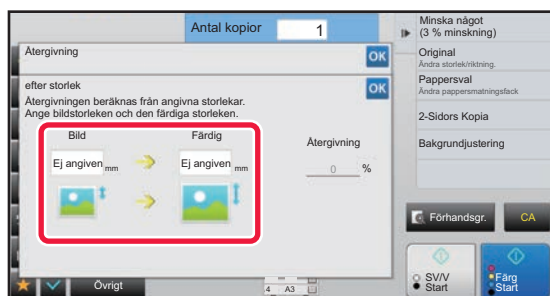 Antal kopior
1
Återgivning
OK
efter storlek
OK
Återgivningen beräknas från angivna storlekar.
Ange bildstorleken och den färdiga storleken.
Bild
Färdig
Återgivning
Ej angiven mm
Ej angiven mm
0 %
Övrigt
4 A3
Minska något
(3 % minskning)
Original
Ändra storlek/riktning.
Pappersval
Ändra pappersmatningsfack
2-Sidors Kopia
Bakgrundjustering
Förhandsgr.
CA
SV/V
Start
Färg
Start